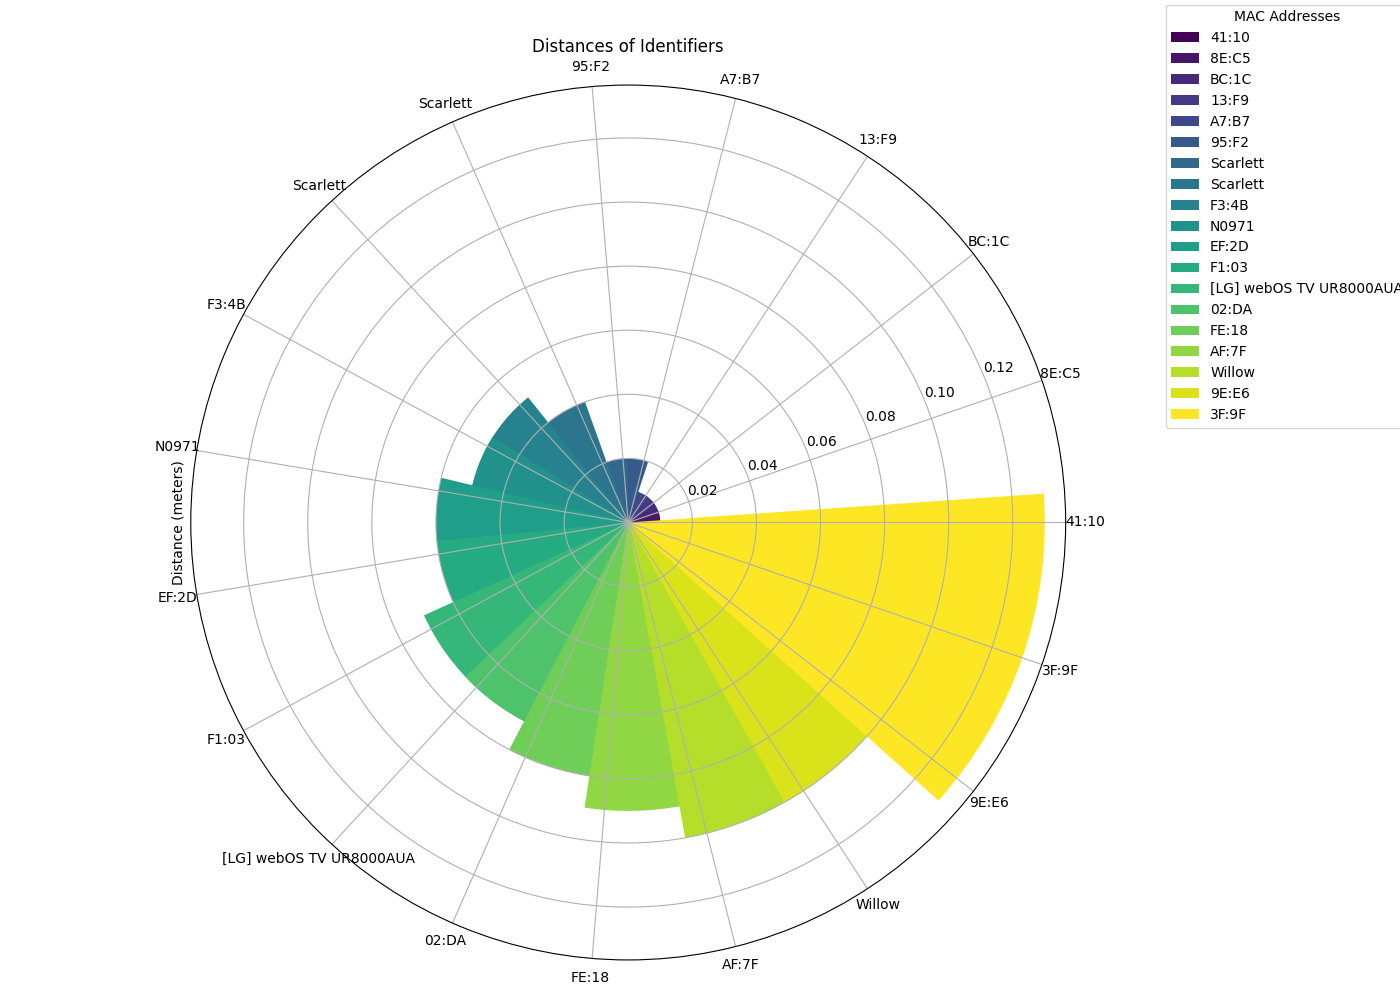 Distances of Identifiers
95:F2
A7:B7
Scarlett
13:F9
Scarlett
BC:1C
F3:4B
8E:C5
0.12
0.10
0.08
0.06
0.04
0.02
N0971
Distance (meters)
41:10
EF:2D
3F:9F
F1:03
9E:E6
[LG] webOS TV UR8000AUA
Willow
02:DA
AF:7F
FE:18
MAC Addresses
41:10
8E:C5
BC:1C
13:F9
A7:B7
95:F2
Scarlett
Scarlett
F3:4B
N0971
EF:2D
F1:03
[LG] webOS TV UR8000AUA
02:DA
FE:18
AF:7F
Willow
9E:E6
3F:9F